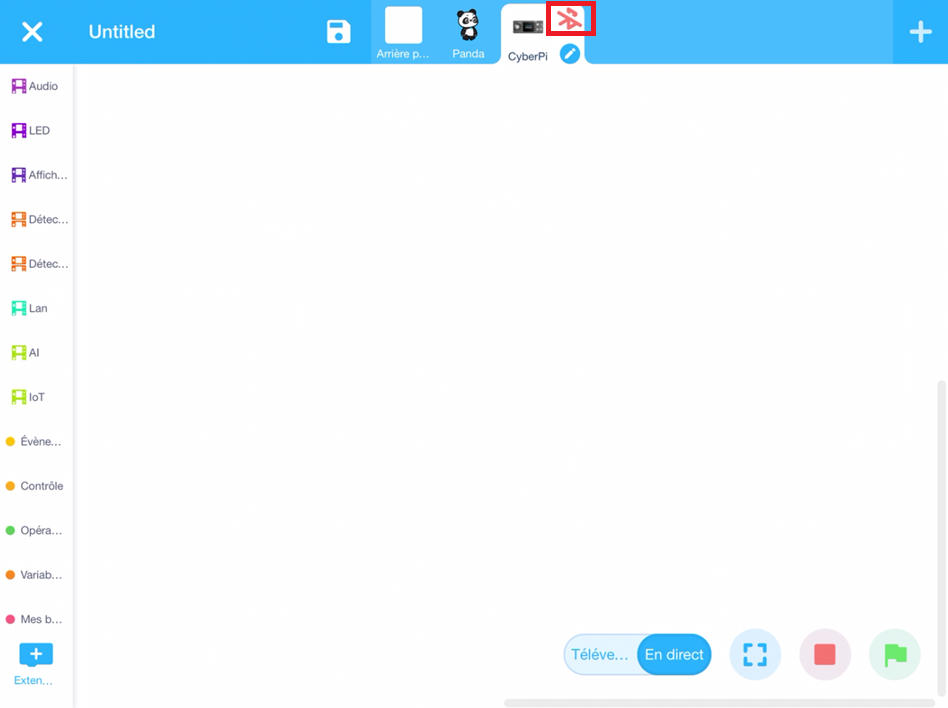 Untitled
Arrière p...
Panda
CyberPi
Audio
LED
Affich...
Détec...
Détec...
Lan
AI
IoT
Évène...
Contrôle
Opéra...
Variab...
Mes b...
Exten...
Téléve...
En direct